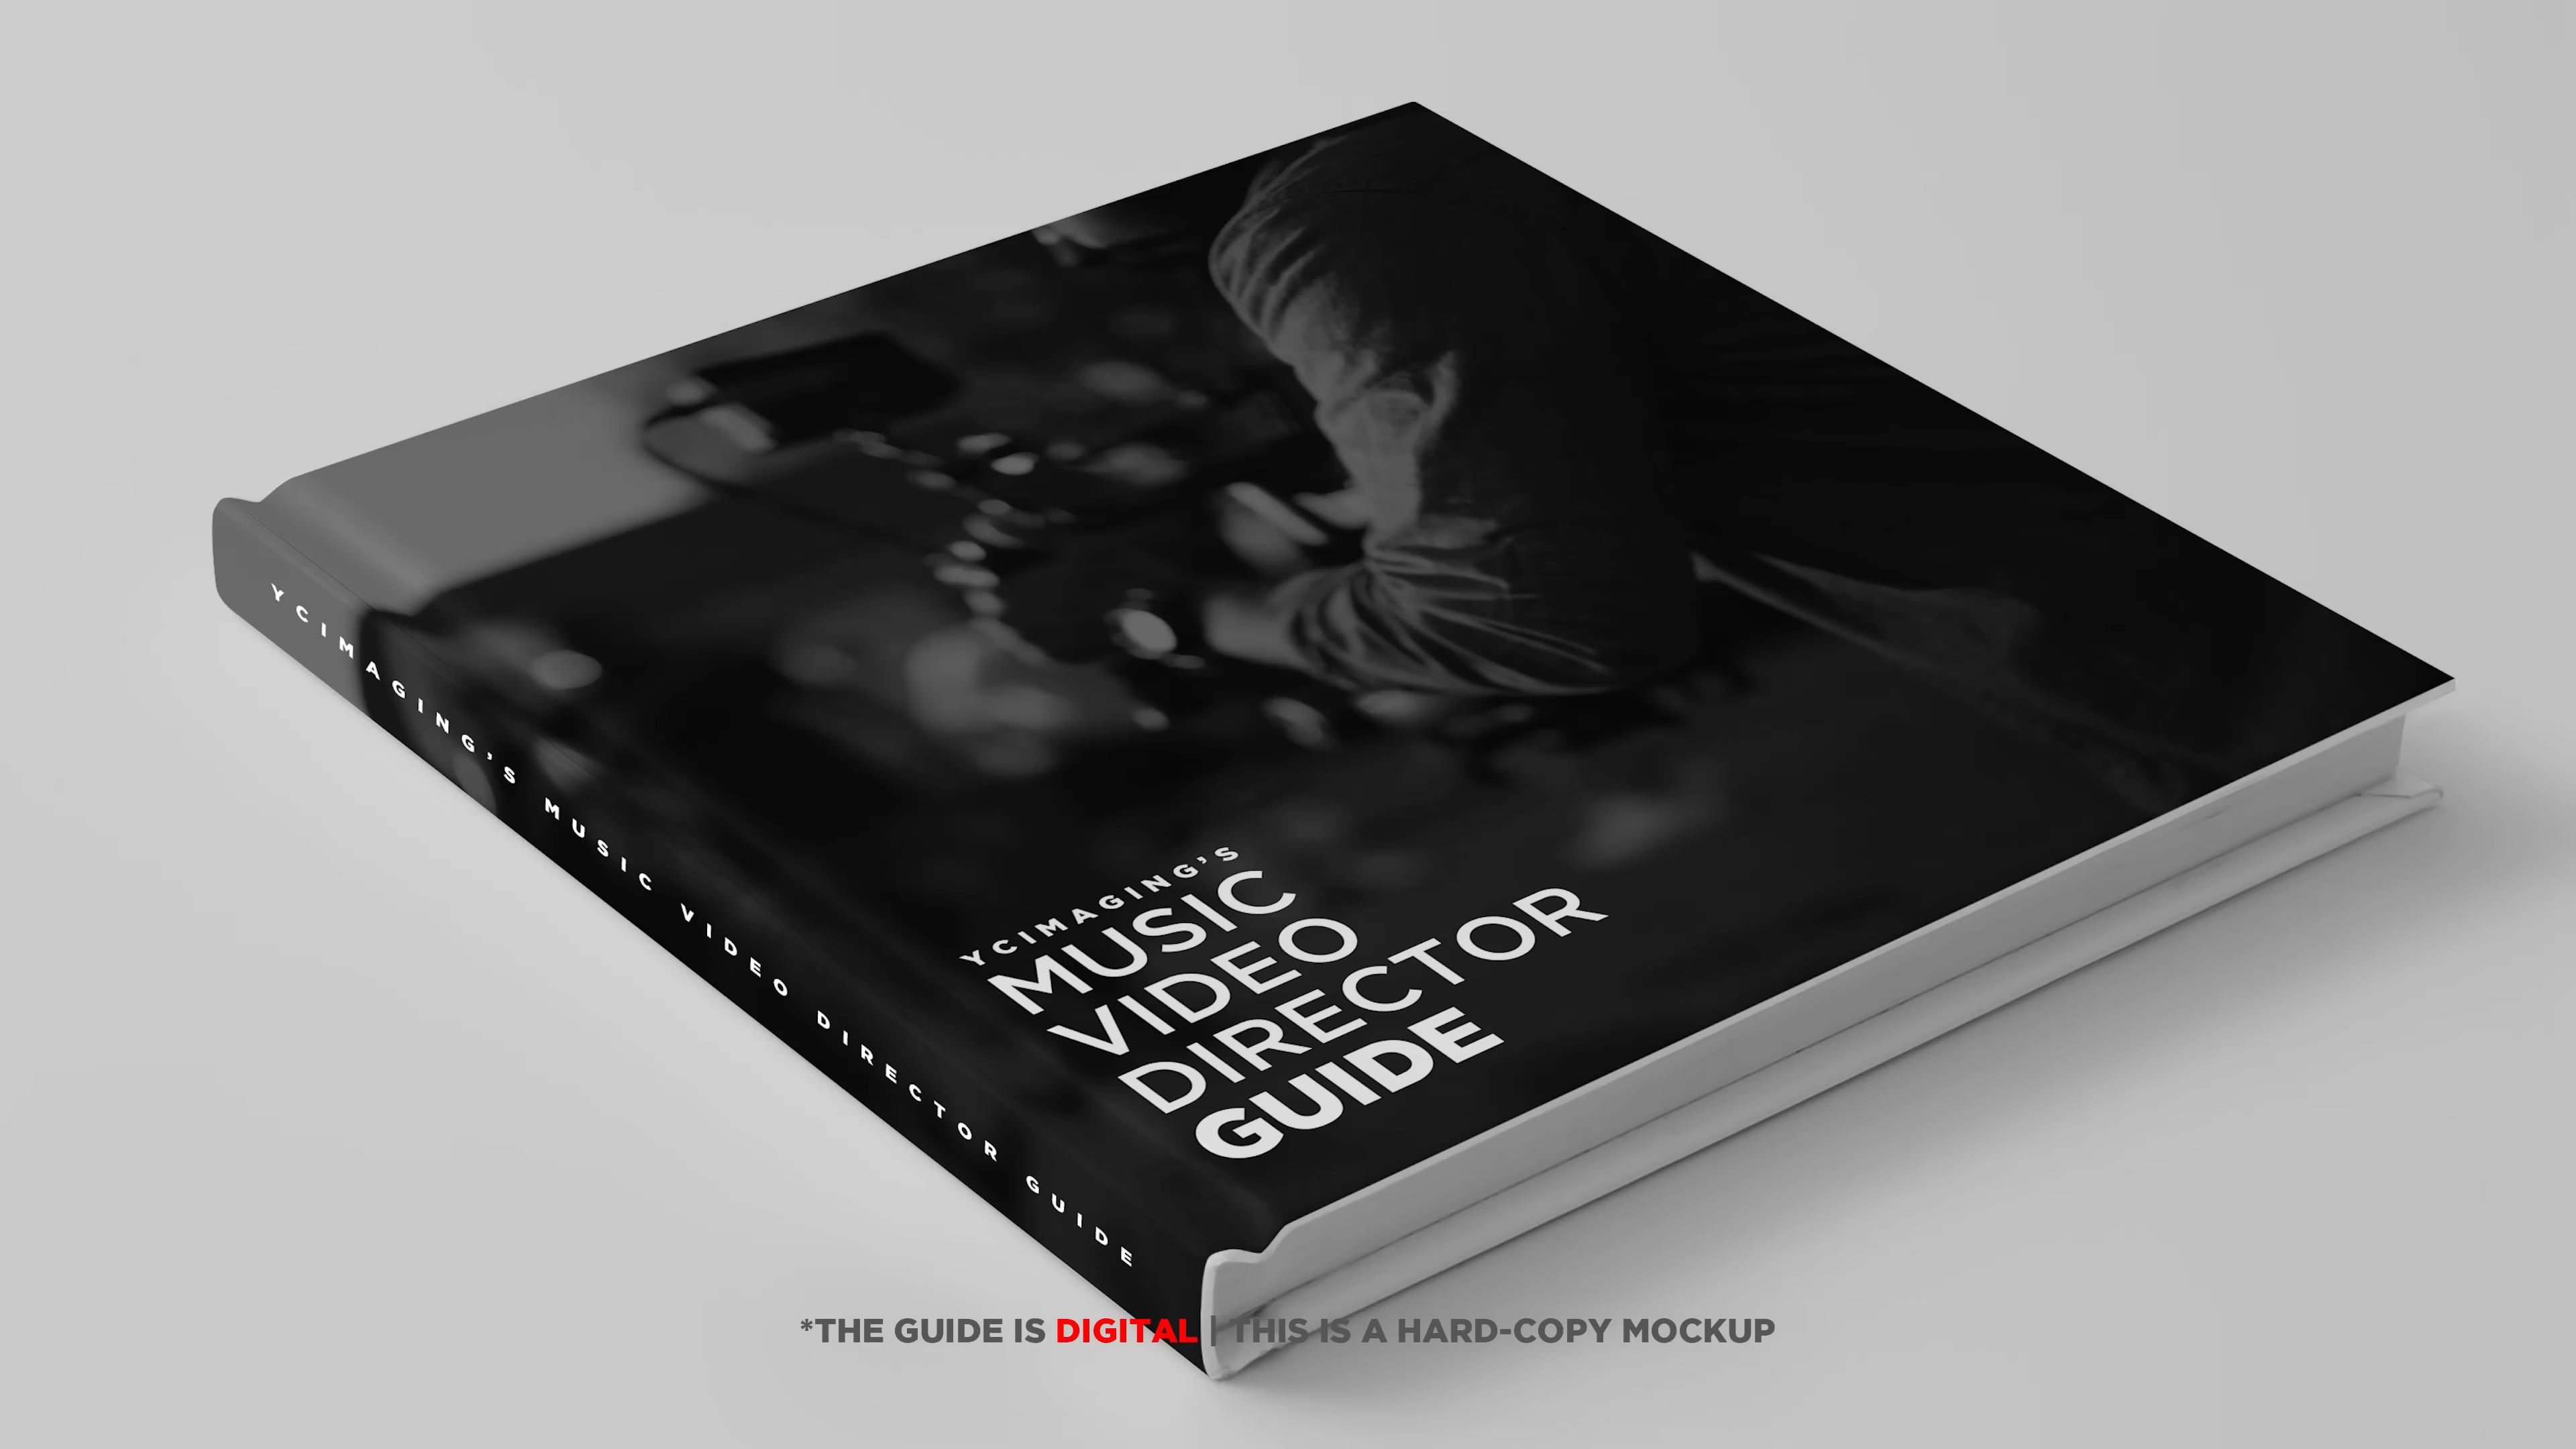 YCIMAGING'S MUSIC VIDEO DIRECTOR GUIDE
YCIMAGING'S
MUSIC
VIDEO
DIRECTOR
GUIDE
*THE GUIDE IS DIGITAL | THIS IS A HARD-COPY MOCKUP